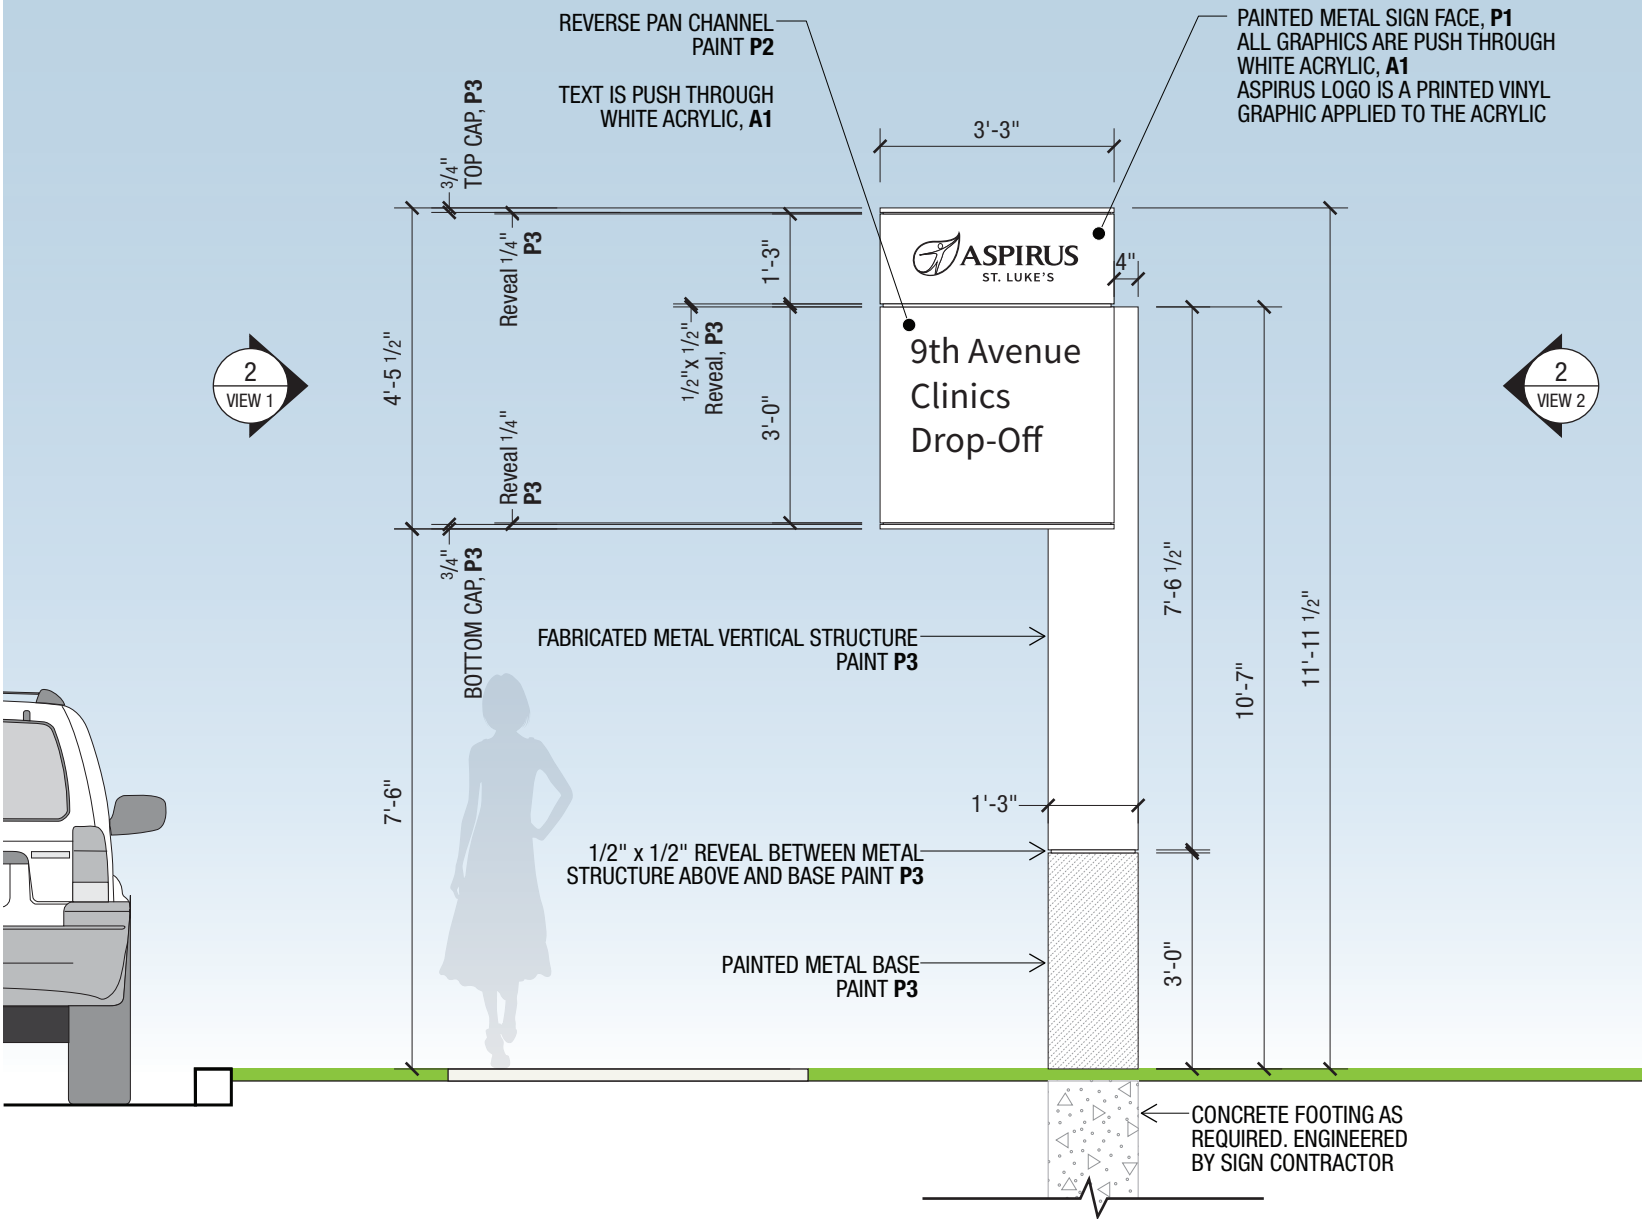 REVERSE PAN CHANNEL
PAINT P2
TEXT IS PUSH THROUGH
WHITE ACRYLIC, A1
PAINTED METAL SIGN FACE, P1
ALL GRAPHICS ARE PUSH THROUGH
WHITE ACRYLIC, A1
ASPIRUS LOGO IS A PRINTED VINYL
GRAPHIC APPLIED TO THE ACRYLIC
3'-3"
3/4"
TOP CAP, P3
Reveal 1/4"
P3
1'-3"
ASPIRUS
ST. LUKE'S
4"
4'-5 1/2"
1/2"x 1/2"
Reveal, P3
3'-0"
9th Avenue
Clinics
Drop-Off
2
VIEW 1
2
VIEW 2
Reveal 1/4"
P3
3/4"
BOTTOM CAP, P3
7'-6 1/2"
10'-7"
11'-11 1/2"
FABRICATED METAL VERTICAL STRUCTURE
PAINT P3
7'-6"
1'-3"
1/2" x 1/2" REVEAL BETWEEN METAL
STRUCTURE ABOVE AND BASE PAINT P3
PAINTED METAL BASE
PAINT P3
3'-0"
CONCRETE FOOTING AS
REQUIRED. ENGINEERED
BY SIGN CONTRACTOR